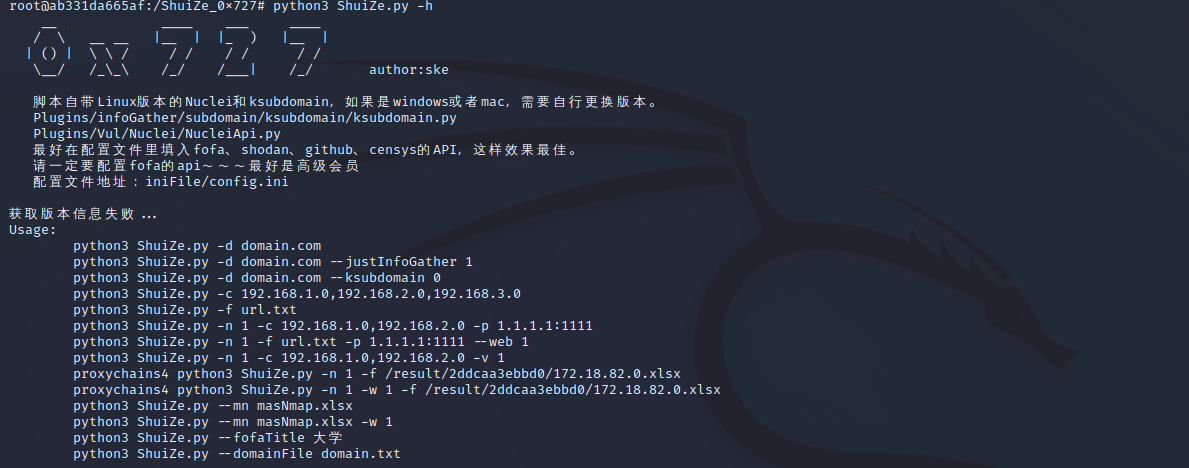 root@ab331da665af:/ShuiZe_0×727# python3 ShuiZe.py -h
0 x 7 2 7
author:ske
脚本自带Linux版本的Nuclei和ksubdomain, 如果是windows或者mac, 需要自行更换版本。
Plugins/infoGather/subdomain/ksubdomain/ksubdomain.py
Plugins/Vul/Nuclei/NucleiApi.py
最好在配置文件里填入fofa、shodan、github、censys的API, 这样效果最佳。
请一定要配置fofa的api~~~最好是高级会员
配置文件地址: iniFile/config.ini
获取版本信息失败...
Usage:
python3 ShuiZe.py -d domain.com
python3 ShuiZe.py -d domain.com --justInfoGather 1
python3 ShuiZe.py -d domain.com --ksubdomain 0
python3 ShuiZe.py -c 192.168.1.0,192.168.2.0,192.168.3.0
python3 ShuiZe.py -f url.txt
python3 ShuiZe.py -n 1 -c 192.168.1.0,192.168.2.0 -p 1.1.1.1:1111
python3 ShuiZe.py -n 1 -f url.txt -p 1.1.1.1:1111 --web 1
python3 ShuiZe.py -n 1 -c 192.168.1.0,192.168.2.0 -v 1
proxychains4 python3 ShuiZe.py -n 1 -f /result/2ddcaa3ebbd0/172.18.82.0.xlsx
proxychains4 python3 ShuiZe.py -n 1 -w 1 -f /result/2ddcaa3ebbd0/172.18.82.0.xlsx
python3 ShuiZe.py --mn masNmap.xlsx
python3 ShuiZe.py --mn masNmap.xlsx -w 1
python3 ShuiZe.py --fofaTitle 大学
python3 ShuiZe.py --domainFile domain.txt